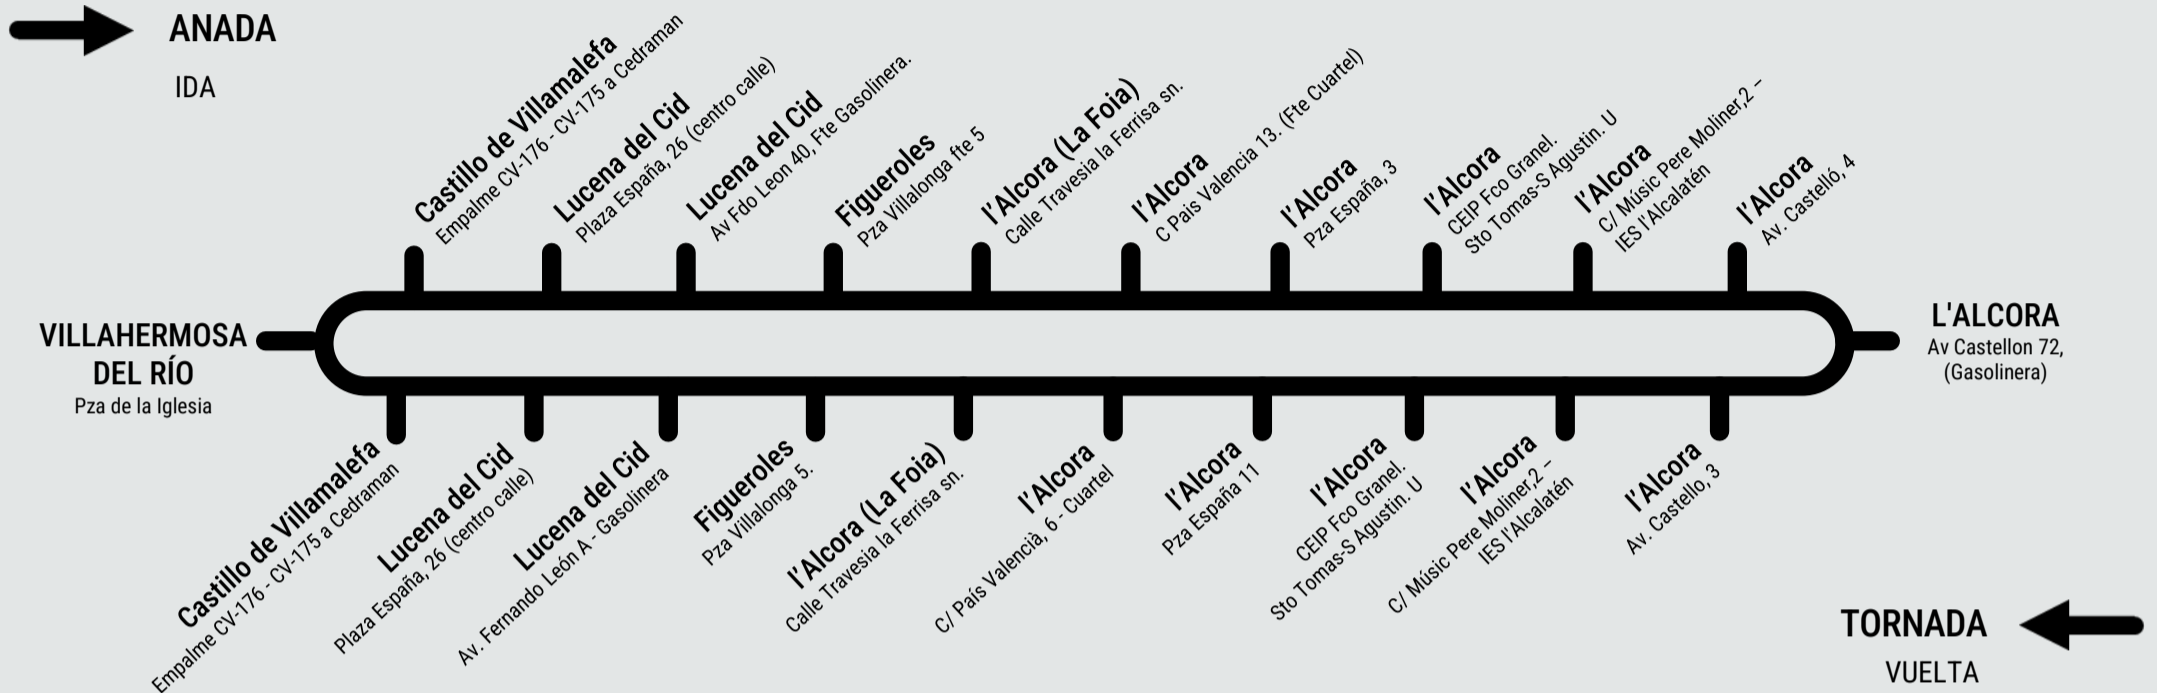 ANADA
IDA
Castillo de Villamalefa
Empalme CV-176 - CV-175 a Cedraman
Lucena del Cid
Plaza España, 26 (centro calle)
Lucena del Cid
Av Fdo Leon 40, Fte Gasolinera.
Figueroles
Pza Villalonga fte 5
l'Alcora (La Foia)
Calle Travesia la Ferrisa sn.
l'Alcora
C Pais Valencia 13. (Fte Cuartel)
l'Alcora
Pza España, 3
l'Alcora
CEIP Fco Granel.
Sto Tomas-S Agustin. U
l'Alcora
C/ Músic Pere Moliner,2 –
IES l'Alcalatén
l'Alcora
Av. Castelló, 4
VILLAHERMOSA
DEL RÍO
Pza de la Iglesia
L'ALCORA
Av Castellon 72,
(Gasolinera)
Castillo de Villamalefa
Empalme CV-176 - CV-175 a Cedraman
Lucena del Cid
Plaza España, 26 (centro calle)
Lucena del Cid
Av. Fernando León A - Gasolinera
Figueroles
Pza Villalonga 5.
l'Alcora (La Foia)
Calle Travesia la Ferrisa sn.
l'Alcora
C/ País Valencià, 6 - Cuartel
l'Alcora
Pza España 11
l'Alcora
CEIP Fco Granel.
Sto Tomas-S Agustin. U
l'Alcora
C/ Músic Pere Moliner,2 –
IES l'Alcalatén
l'Alcora
Av. Castello, 3
TORNADA
VUELTA